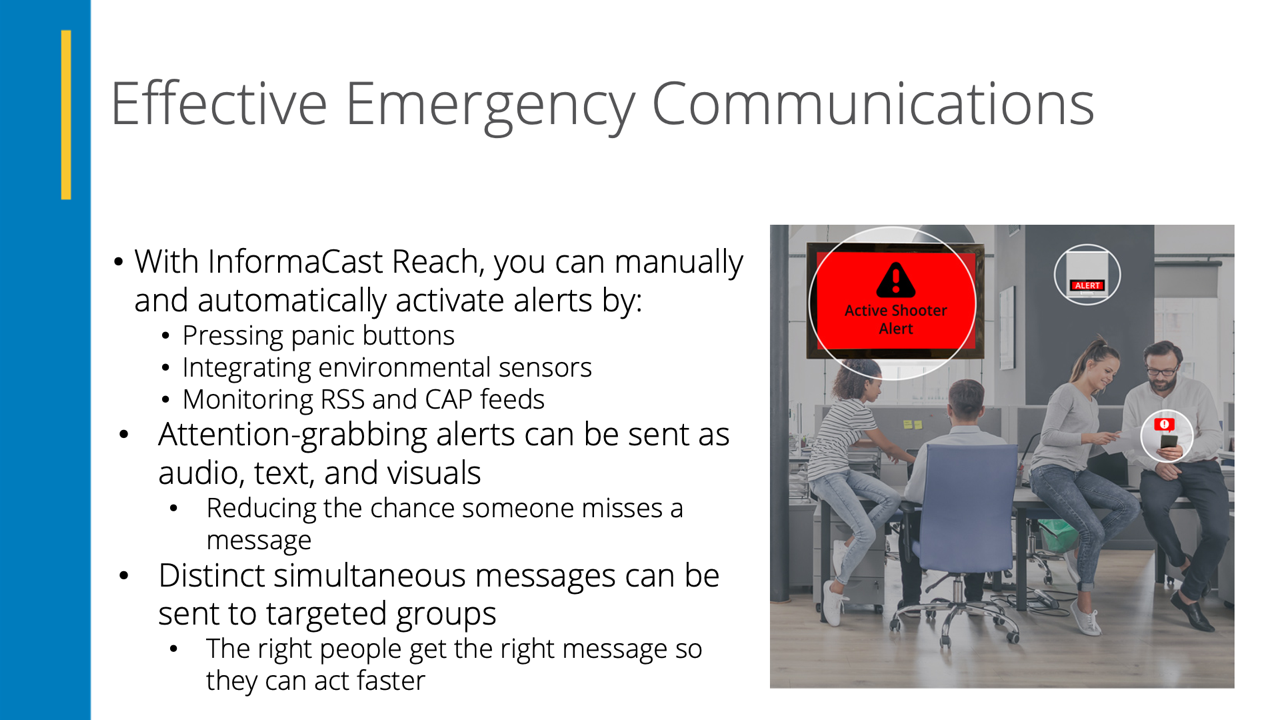 Effective Emergency Communications
• With InformaCast Reach, you can manually
and automatically activate alerts by:
• Pressing panic buttons
• Integrating environmental sensors
• Monitoring RSS and CAP feeds
• Attention-grabbing alerts can be sent as
audio, text, and visuals
• Reducing the chance someone misses a
message
• Distinct simultaneous messages can be
sent to targeted groups
• The right people get the right message so
they can act faster
Active Shooter
Alert
ALERT